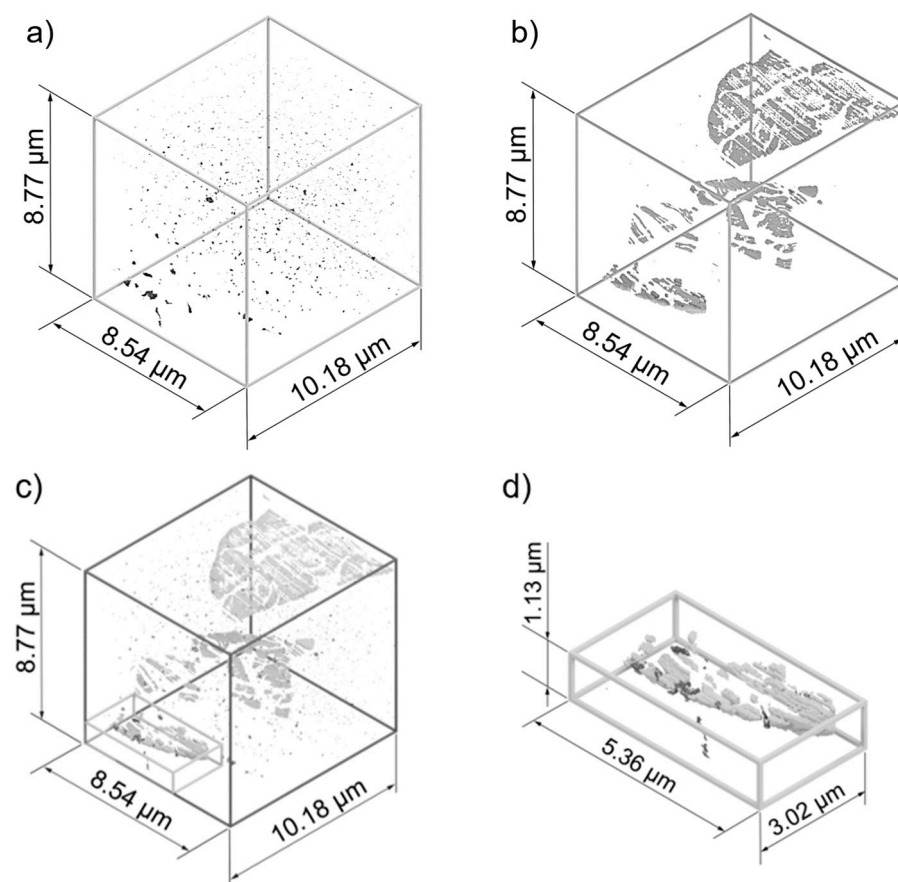 a)
8.77 µm
8.54 µm
10.18 µm
b)
8.77 µm
8.54 µm
10.18 µm
c)
8.77 µm
8.54 µm
10.18 µm
d)
1.13 µm
5.36 µm
3.02 µm